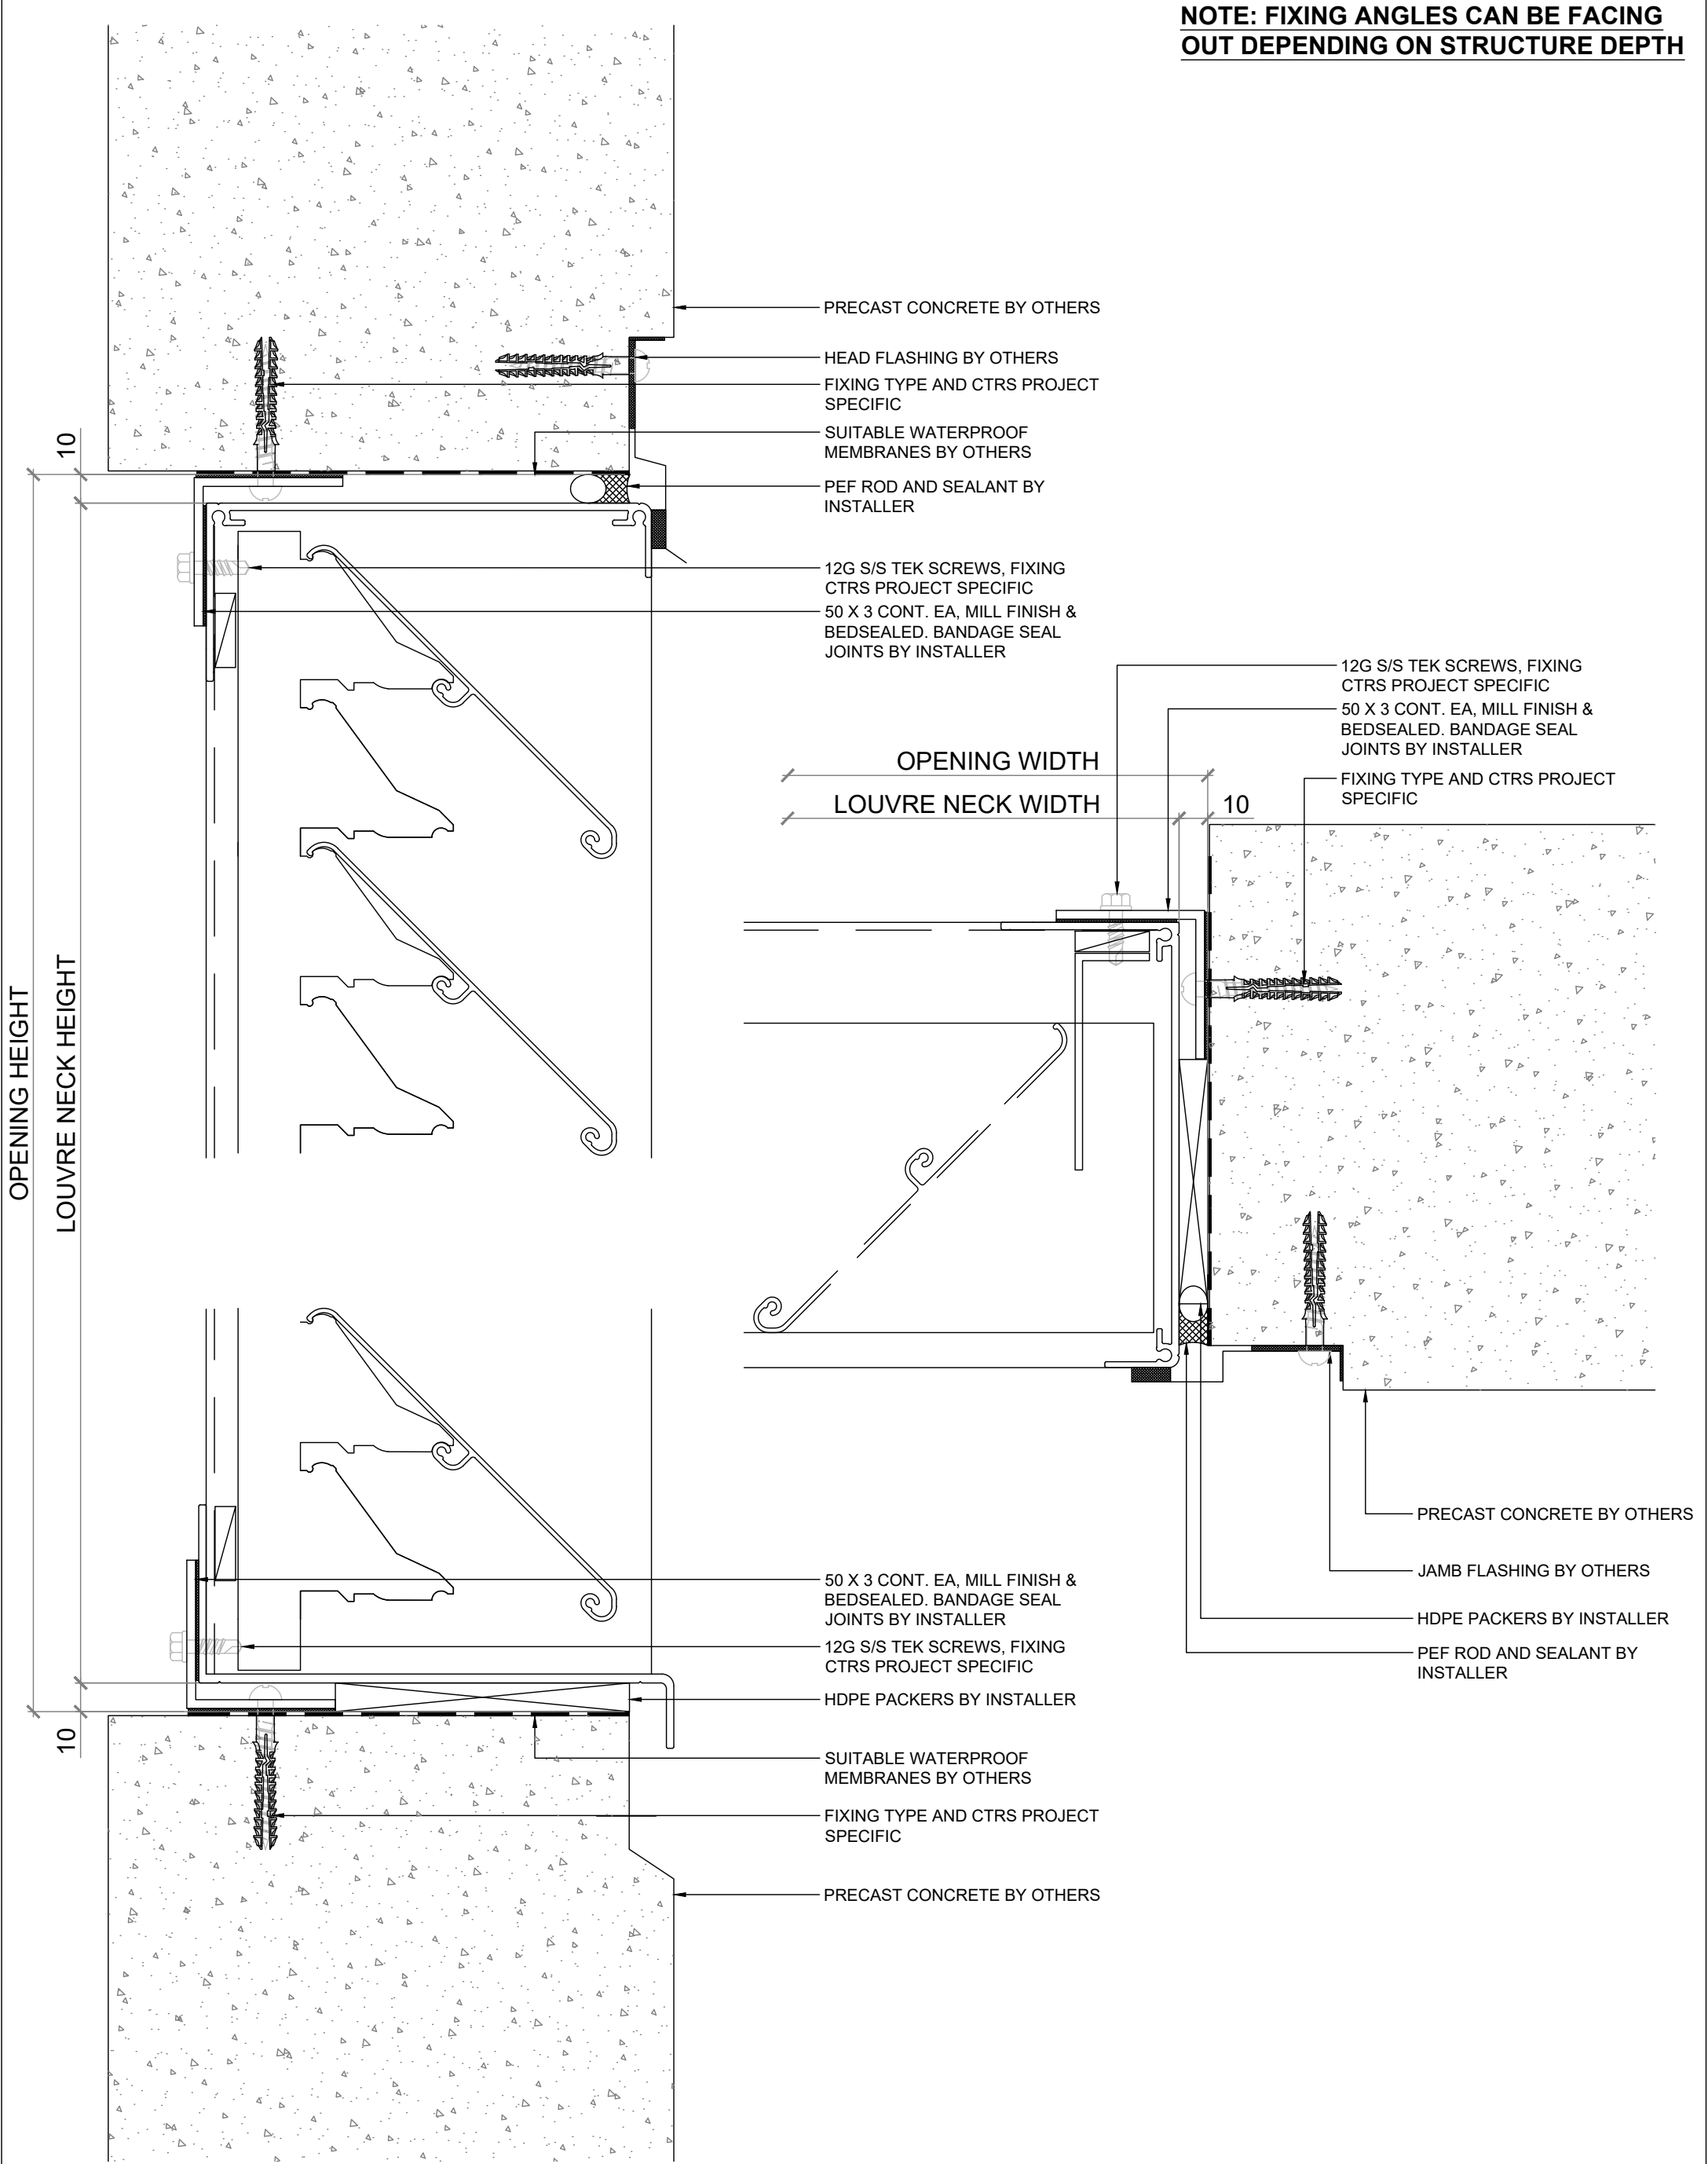 NOTE: FIXING ANGLES CAN BE FACING
OUT DEPENDING ON STRUCTURE DEPTH
PRECAST CONCRETE BY OTHERS
HEAD FLASHING BY OTHERS
FIXING TYPE AND CTRS PROJECT
SPECIFIC
SUITABLE WATERPROOF
MEMBRANES BY OTHERS
PEF ROD AND SEALANT BY
INSTALLER
12G S/S TEK SCREWS, FIXING
CTRS PROJECT SPECIFIC
50 X 3 CONT. EA, MILL FINISH &
BEDSEALED. BANDAGE SEAL
JOINTS BY INSTALLER
10
OPENING HEIGHT
LOUVRE NECK HEIGHT
10
12G S/S TEK SCREWS, FIXING
CTRS PROJECT SPECIFIC
50 X 3 CONT. EA, MILL FINISH &
BEDSEALED. BANDAGE SEAL
JOINTS BY INSTALLER
FIXING TYPE AND CTRS PROJECT
SPECIFIC
OPENING WIDTH
LOUVRE NECK WIDTH
10
PRECAST CONCRETE BY OTHERS
JAMB FLASHING BY OTHERS
HDPE PACKERS BY INSTALLER
PEF ROD AND SEALANT BY
INSTALLER
50 X 3 CONT. EA, MILL FINISH &
BEDSEALED. BANDAGE SEAL
JOINTS BY INSTALLER
12G S/S TEK SCREWS, FIXING
CTRS PROJECT SPECIFIC
HDPE PACKERS BY INSTALLER
SUITABLE WATERPROOF
MEMBRANES BY OTHERS
FIXING TYPE AND CTRS PROJECT
SPECIFIC
PRECAST CONCRETE BY OTHERS